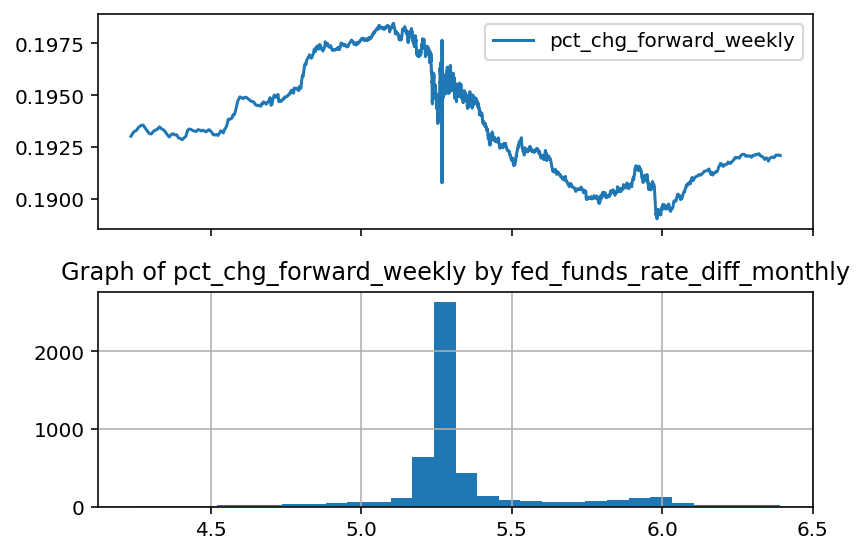 0.1975
0.1950
0.1925
0.1900
pct_chg_forward_weekly
Graph of pct_chg_forward_weekly by fed_funds_rate_diff_monthly
2000
1000
0
4.5 5.0 5.5 6.0 6.5